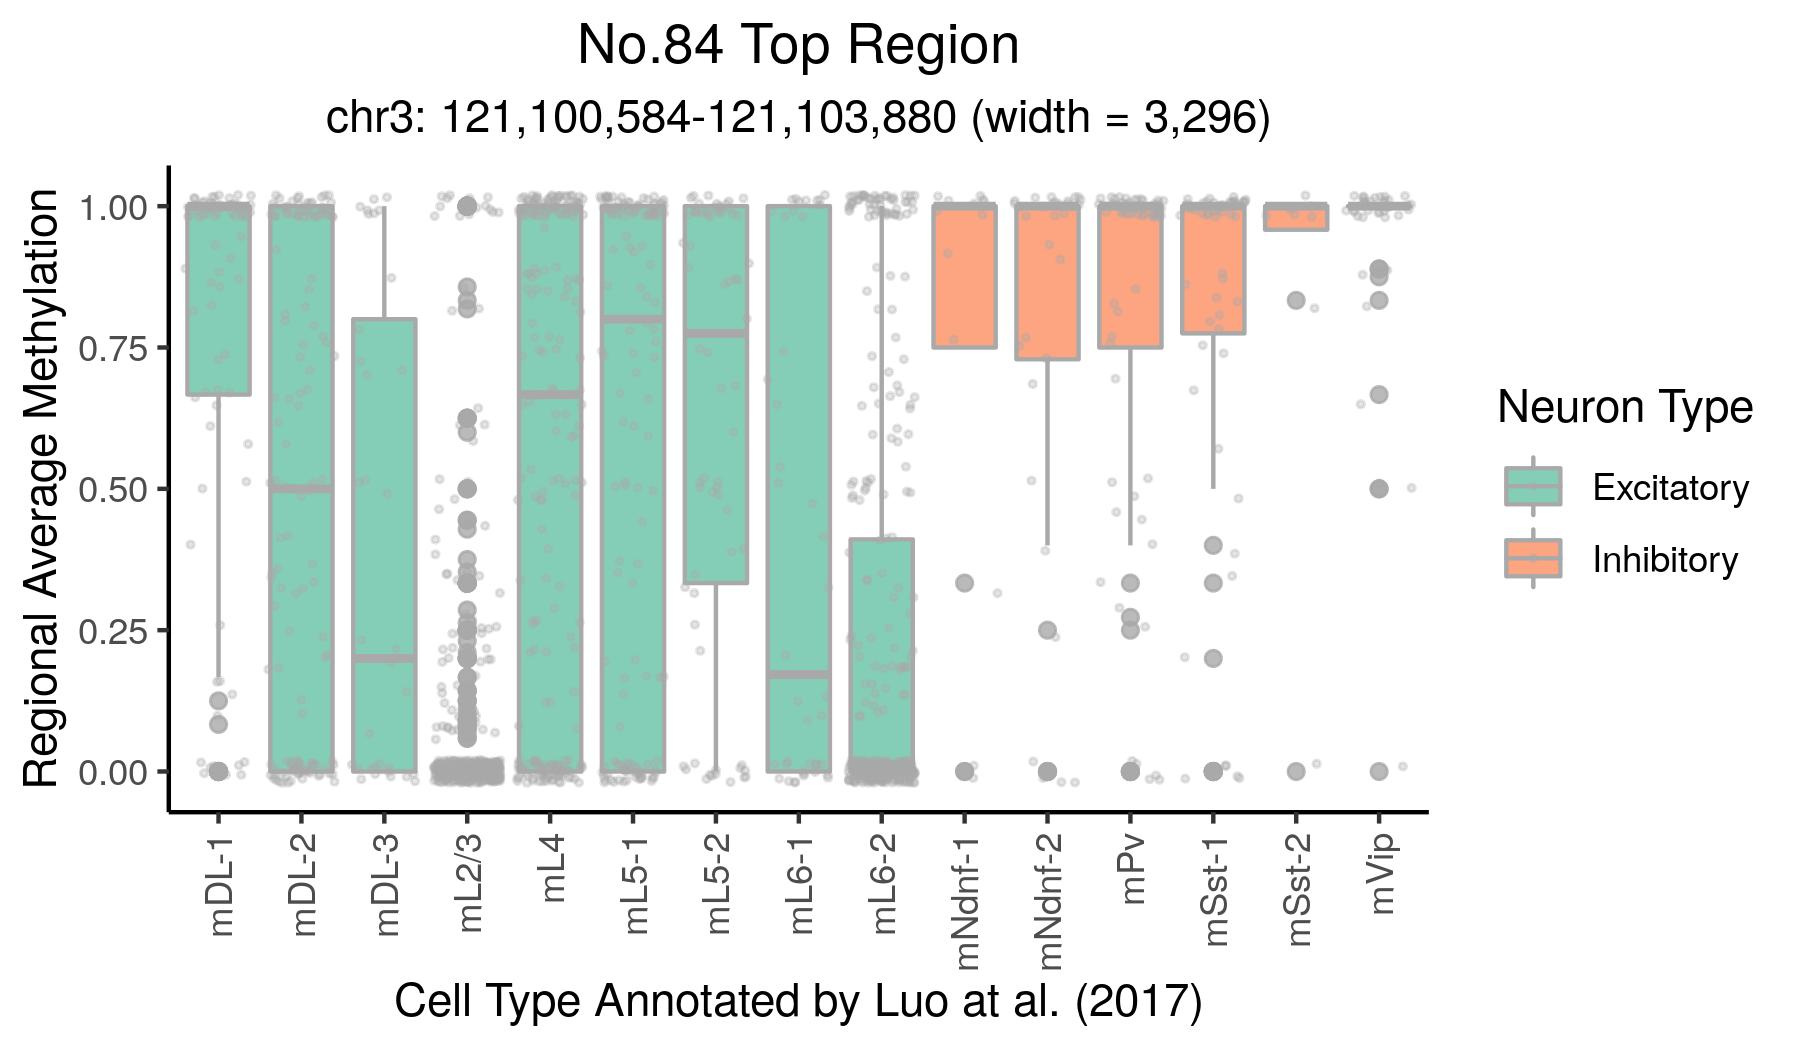 No.84 Top Region
chr3: 121,100,584-121,103,880 (width = 3,296)
Regional Average Methylation
1.00
0.75
0.50
0.25
0.00
mDL-1
mDL-2
mDL-3
mL2/3
mL4
mL5-1
mL5-2
mL6-1
mL6-2
mNdnf-1
mNdnf-2
mPv
mSst-1
mSst-2
mVip
Cell Type Annotated by Luo at al. (2017)
Neuron Type
Excitatory
Inhibitory